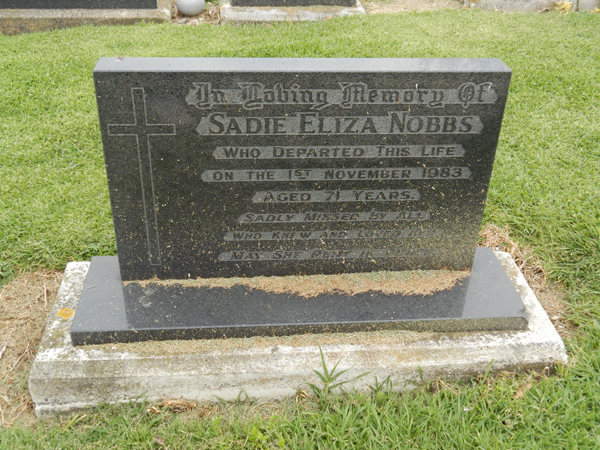 In Loving Memory Of
SADIE ELIZA NOBBS
WHO DEPARTED THIS LIFE
ON THE 1ST NOVEMBER 1983
AGED 71 YEARS.
SADLY MISSED BY ALL
WHO KNEW AND LOVED
MAY SHE REST